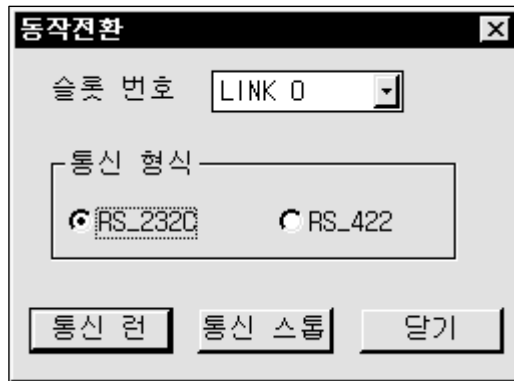 동작전환
슬롯 번호 LINK 0
통신 형식
RS_232C RS_422
통신 런 통신 스톱 닫기